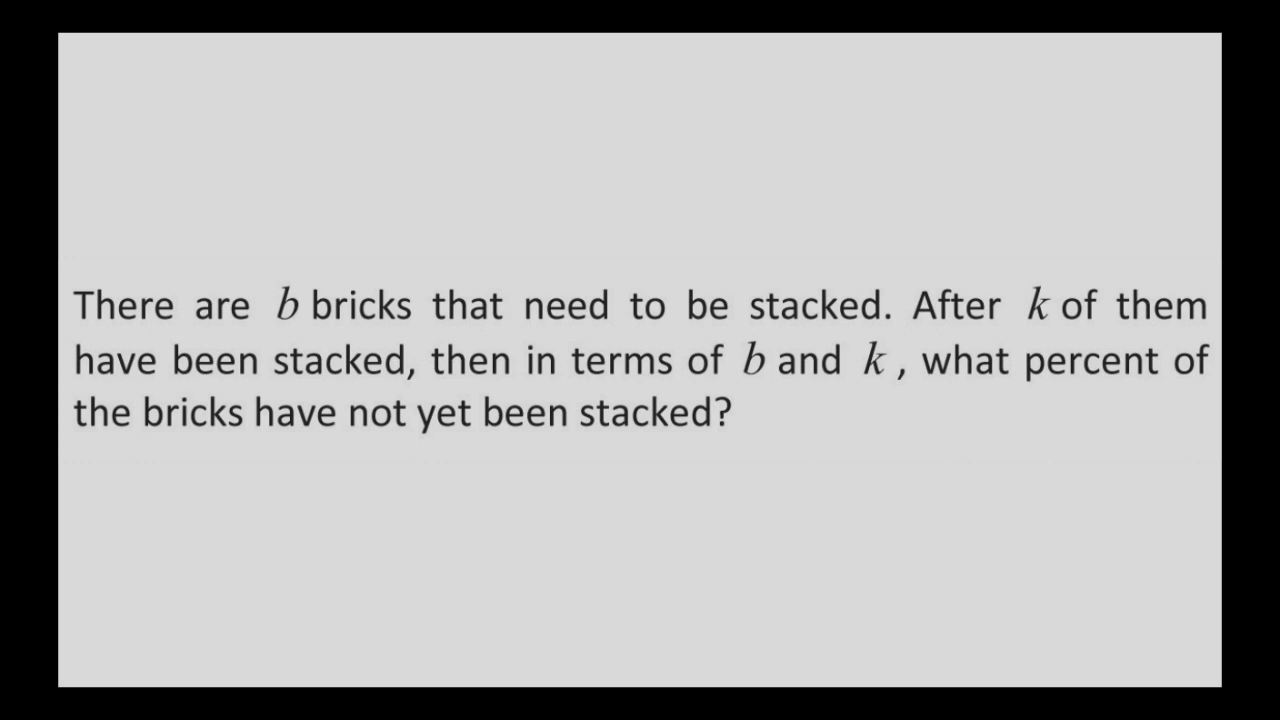 There are b bricks that need to be stacked. After k of them
have been stacked, then in terms of b and k , what percent of
the bricks have not yet been stacked?